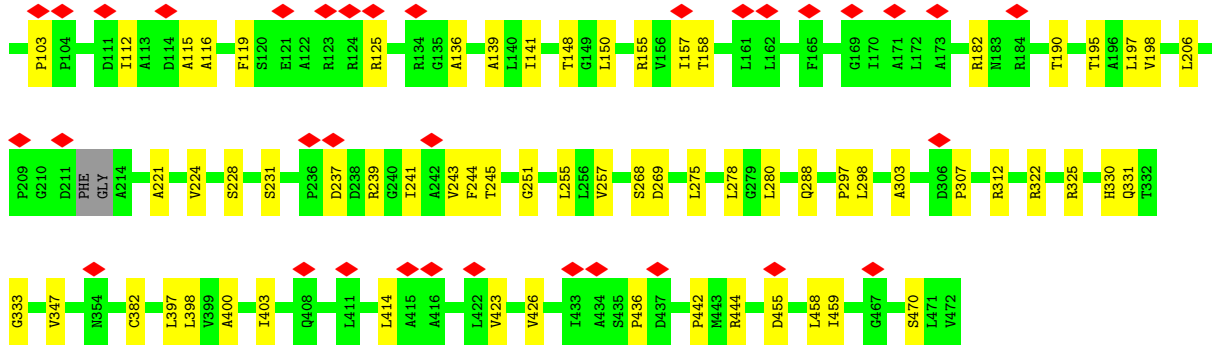 P103 P104 D111 I112 A113 D114 A115 A116 F119 S120 E121 A122 R123 R124 R125 R134 G135 A136 A139 L140 I141 T148 G149 L150 R155 V156 I157 T158 L161 L162 F165 G169 I170 A171 L172 A173 R182 N183 R184 T190 T195 A196 L197 V198 L206
P209 G210 D211 PHE GLY A214 A221 V224 S228 S231 P236 D237 D238 R239 G240 I241 A242 V243 F244 T245 G251 L255 L256 V257 S268 D269 L275 L278 G279 L280 Q288 P297 L298 A303 D306 P307 R312 R322 R325 H330 Q331 T332
G333 V347 N354 C382 L397 L398 V399 A400 I403 Q408 L411 L414 A415 A416 L422 V423 V426 I433 A434 S435 P436 D437 P442 M443 R444 D455 L458 I459 G467 S470 L471 V472